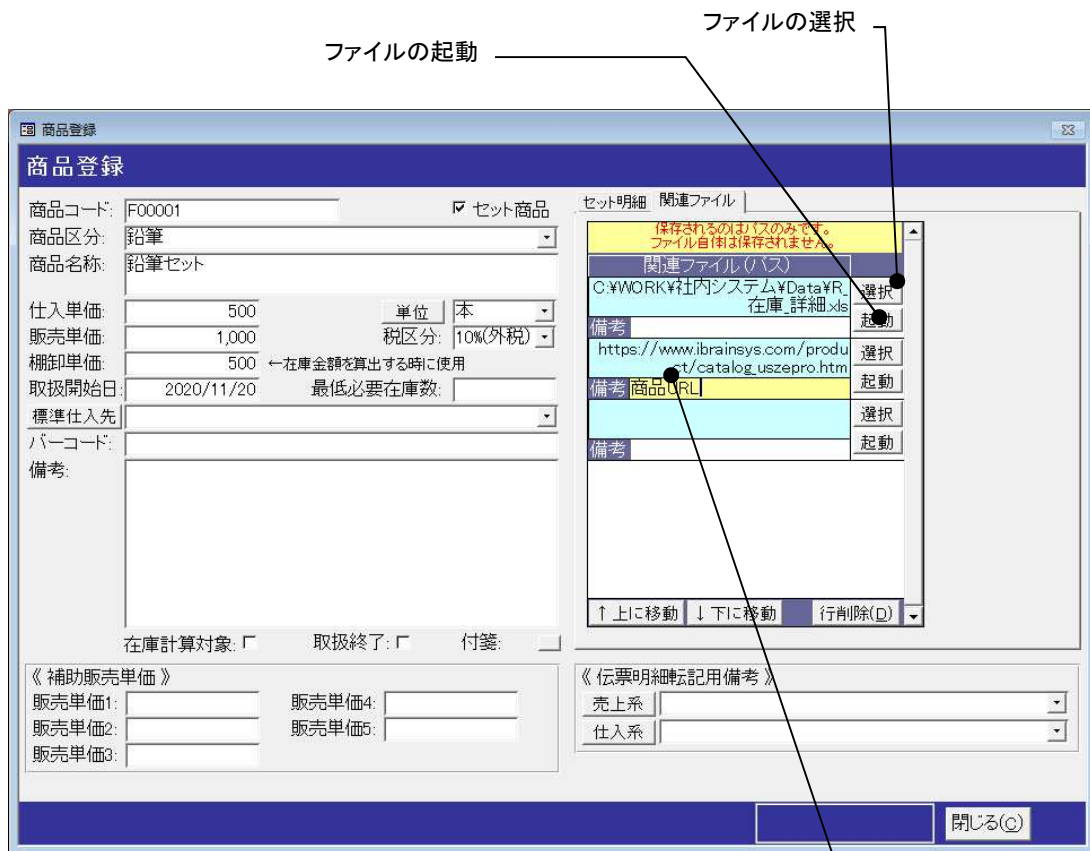 ファイルの選択
ファイルの起動
商品登録
商品登録
商品コード: F00001 セット商品
商品区分: 鉛筆
商品名称: 鉛筆セット
仕入単価: 500 単位 本
販売単価: 1,000 税区分: 10%(外税)
棚卸単価: 500 ←在庫金額を算出する時に使用
取扱開始日: 2020/11/20 最低必要在庫数:
標準仕入先
バーコード:
備考:
在庫計算対象: 取扱終了: 付箋:
セット明細 関連ファイル
保存されるのはパスのみです。
ファイル自体は保存されません。
関連ファイル(パス)
C:¥WORK¥社内システム¥Data¥R_
在庫_詳細.xls
選択
起動
備考
https://www.ibrainsys.com/produ
ct/catalog_uszepro.htm
選択
起動
備考 商品URL
選択
起動
備考
↑上に移動 ↓下に移動 行削除(D)
《補助販売単価》
販売単価1: 販売単価4:
販売単価2: 販売単価5:
販売単価3:
《伝票明細転記用備考》
売上系
仕入系
閉じる(C)